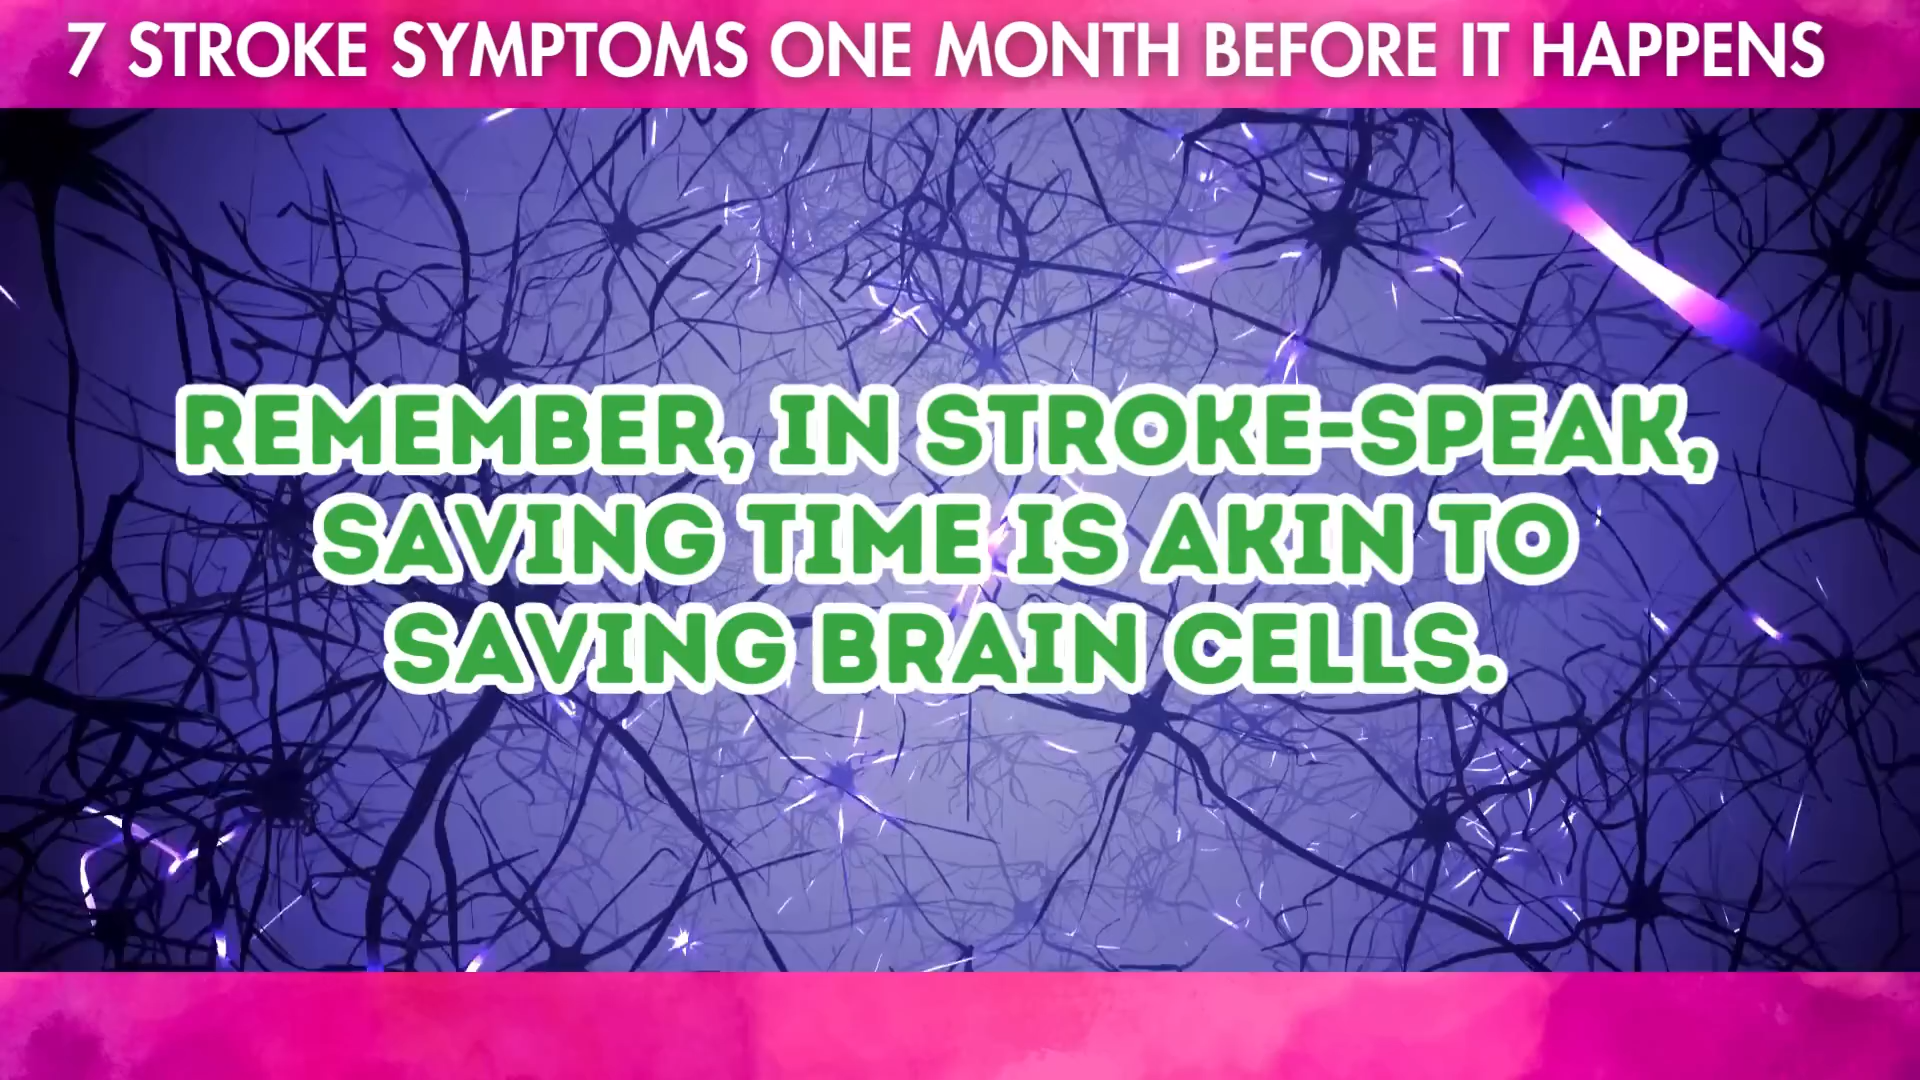 7 STROKE SYMPTOMS ONE MONTH BEFORE IT HAPPENS
REMEMBER, IN STROKE-SPEAK,
SAVING TIME IS AKIN TO
SAVING BRAIN CELLS.